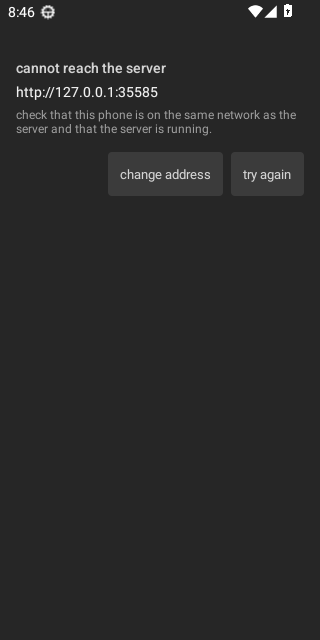 8:46
cannot reach the server
http://127.0.0.1:35585
check that this phone is on the same network as the
server and that the server is running.
change address
try again